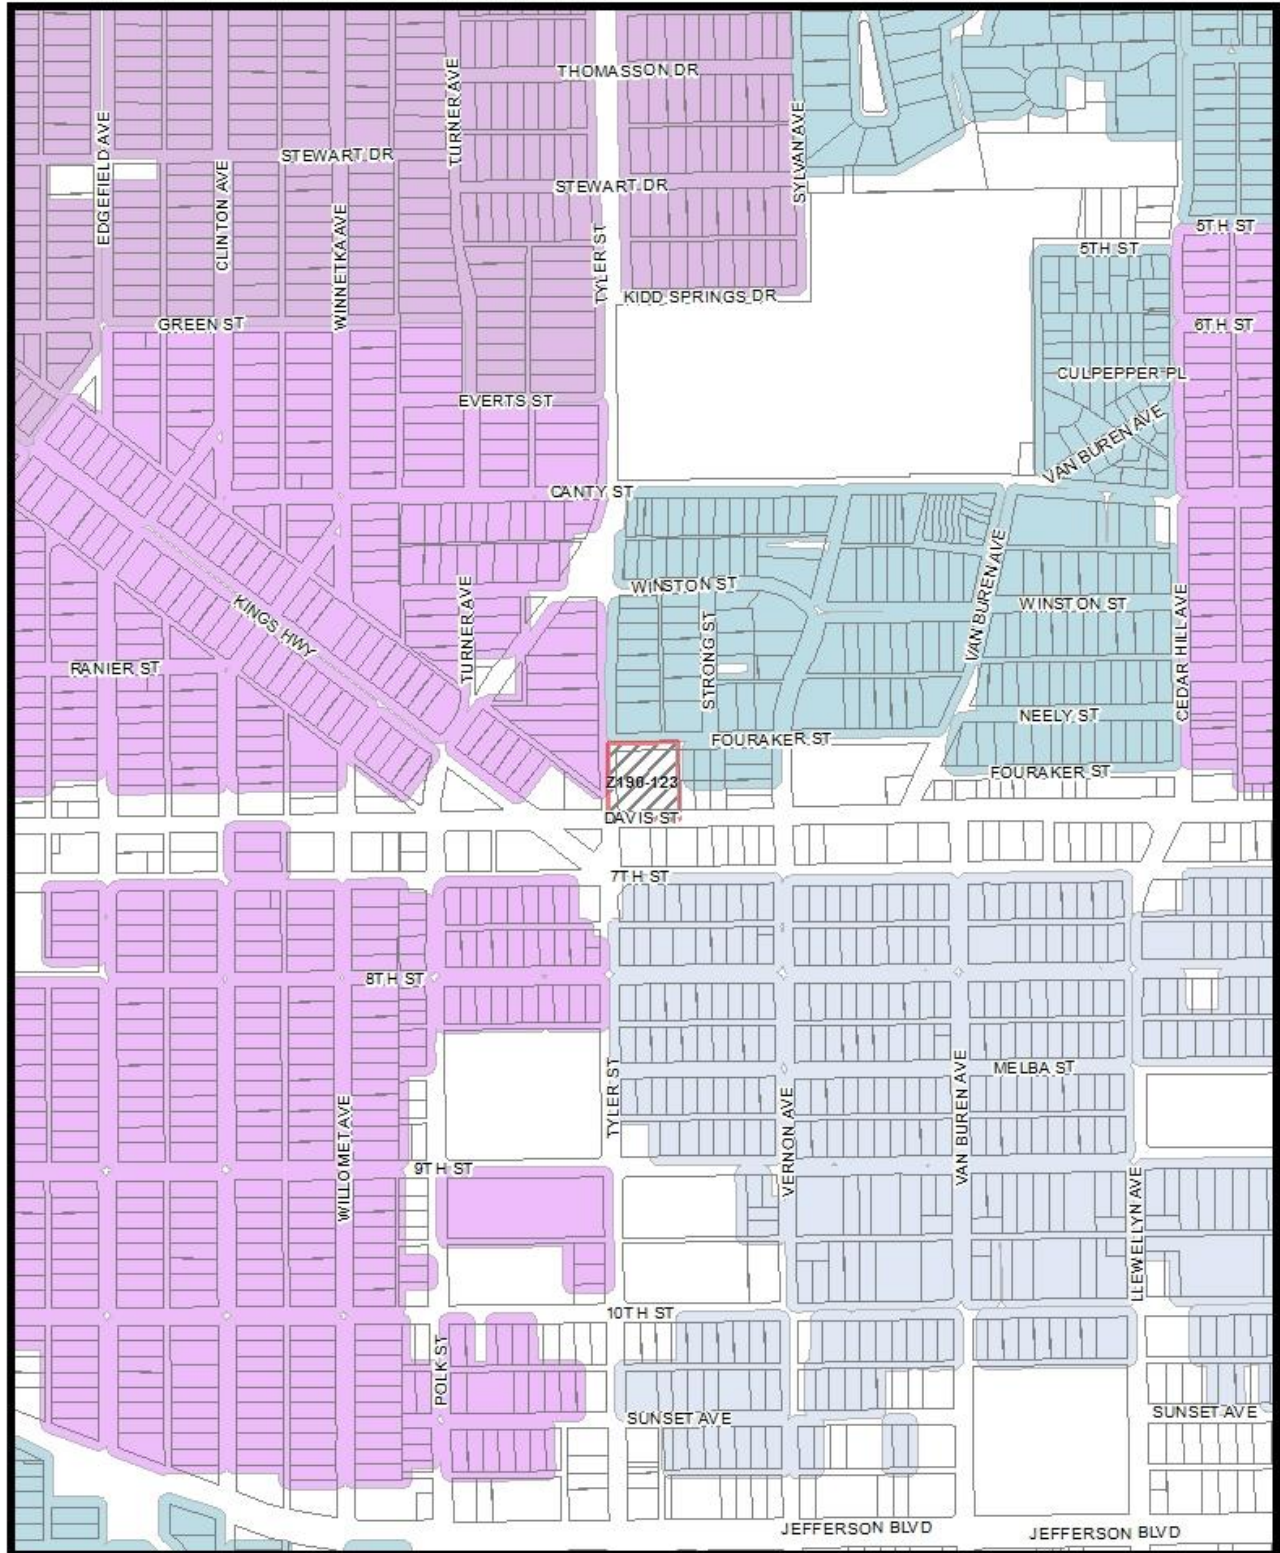 THOMASSON DR
TURNER AVE
EDGEFIELD AVE
SYLVAN AVE
STEWART DR
CLINTON AVE
STEWART DR
WINNETKA AVE
TYLER ST
5TH ST
5TH ST
KIDD SPRINGS DR
GREEN ST
6TH ST
CULPEPPER PL
EVERTS ST
VAN BUREN AVE
CANTY ST
WINSTON ST
WINSTON ST
VAN BUREN AVE
KINGS HWY
TURNER AVE
STRONG ST
CEDAR HILL AVE
RANIER ST
NEELY ST
FOURAKER ST
FOURAKER ST
Z190-123
DAVIS ST
7TH ST
8TH ST
MELBA ST
TYLER ST
VERNON AVE
VAN BUREN AVE
WILLOMET AVE
9TH ST
LLEWELLYN AVE
10TH ST
POLK ST
SUNSET AVE
SUNSET AVE
JEFFERSON BLVD
JEFFERSON BLVD